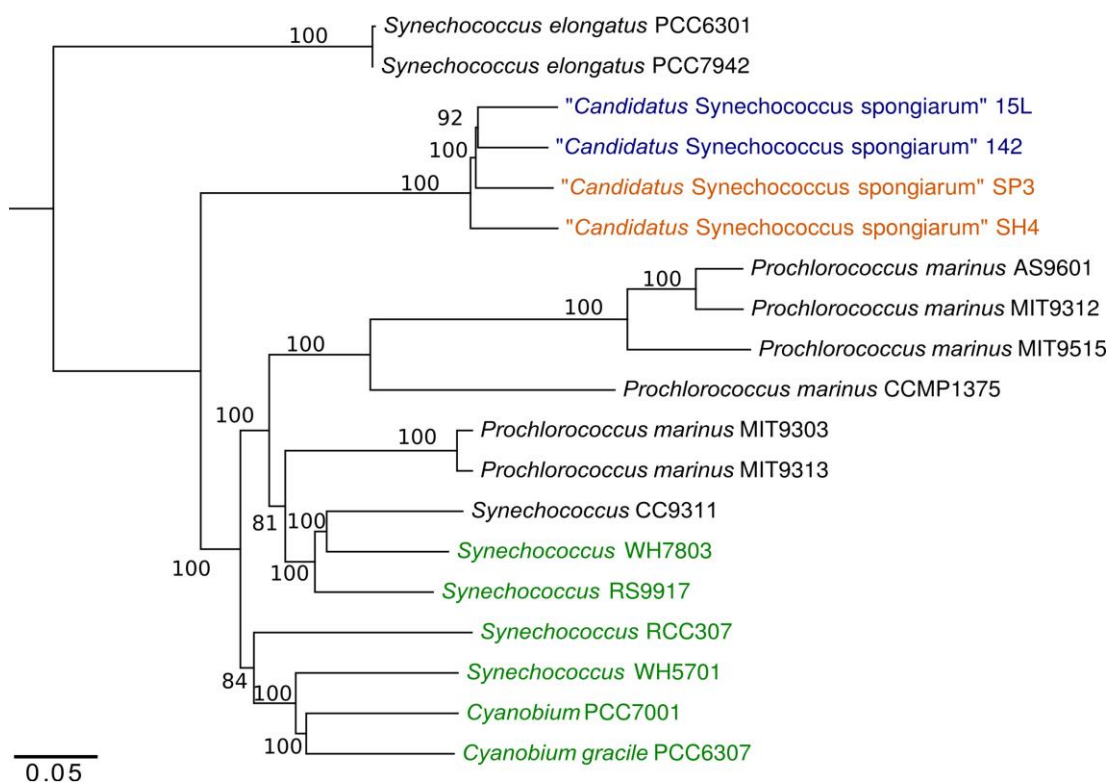 100
Synechococcus elongatus PCC6301
Synechococcus elongatus PCC7942
"Candidatus Synechococcus spongiarum" 15L
92
"Candidatus Synechococcus spongiarum" 142
100
100
"Candidatus Synechococcus spongiarum" SP3
"Candidatus Synechococcus spongiarum" SH4
Prochlorococcus marinus AS9601
100
Prochlorococcus marinus MIT9312
100
100
Prochlorococcus marinus MIT9515
Prochlorococcus marinus CCMP1375
100
Prochlorococcus marinus MIT9303
100
Prochlorococcus marinus MIT9313
Synechococcus CC9311
81
100
Synechococcus WH7803
100
100
Synechococcus RS9917
Synechococcus RCC307
84
Synechococcus WH5701
100
Cyanobium PCC7001
100
Cyanobium gracile PCC6307
0.05